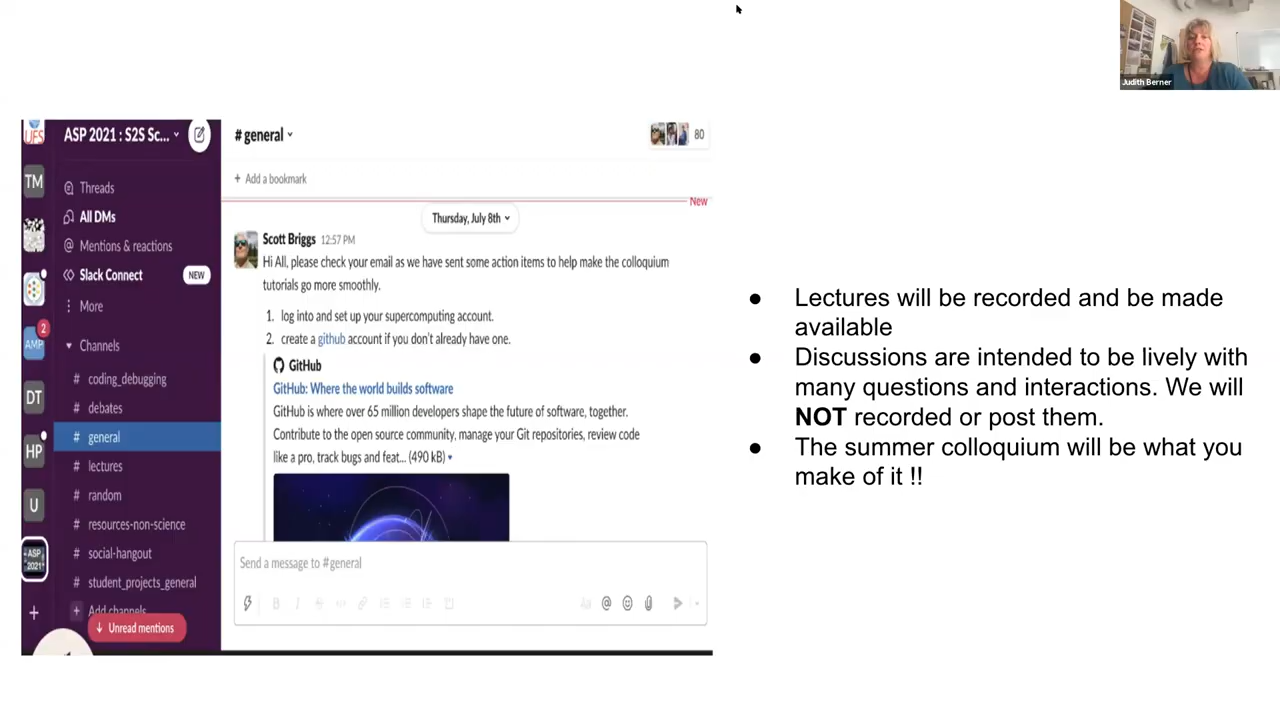 Judith Berner
UFS
TM
AMP
2
DT
HP
U
ASP
2021
ASP 2021 : S2S Sc...
Threads
All DMs
@ Mentions & reactions
Slack Connect NEW
More
Channels
# coding_debugging
# debates
# general
# lectures
# random
# resources-non-science
# social-hangout
# student_projects_general
+ Add channels
↓ Unread mentions
# general
80
+ Add a bookmark
New
Thursday, July 8th
Scott Briggs 12:57 PM
Hi All, please check your email as we have sent some action items to help make the colloquium
tutorials go more smoothly.
1. log into and set up your supercomputing account.
2. create a github account if you don't already have one.
GitHub
GitHub: Where the world builds software
GitHub is where over 65 million developers shape the future of software, together.
Contribute to the open source community, manage your Git repositories, review code
like a pro, track bugs and feat... (490 kB)
Send a message to #general
● Lectures will be recorded and be made
available
● Discussions are intended to be lively with
many questions and interactions. We will
NOT recorded or post them.
● The summer colloquium will be what you
make of it !!